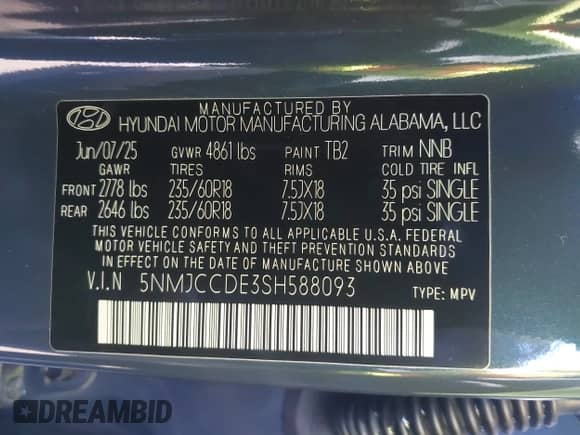 MANUFACTURED BY
HYUNDAI MOTOR MANUFACTURING ALABAMA, LLC
Jun/07/25 GVWR 4861 lbs PAINT TB2 TRIM NNB
GAWR TIRES RIMS COLD TIRE INFL
FRONT 2778 lbs 235/60R18 7.5JX18 35 psi SINGLE
REAR 2646 lbs 235/60R18 7.5JX18 35 psi SINGLE
THIS VEHICLE CONFORMS TO ALL APPLICABLE U.S.A. FEDERAL
MOTOR VEHICLE SAFETY AND THEFT PREVENTION STANDARDS
IN EFFECT ON THE DATE OF MANUFACTURE SHOWN ABOVE.
V.I.N 5NMJCCDE3SH588093 TYPE: MPV
DREAMBID